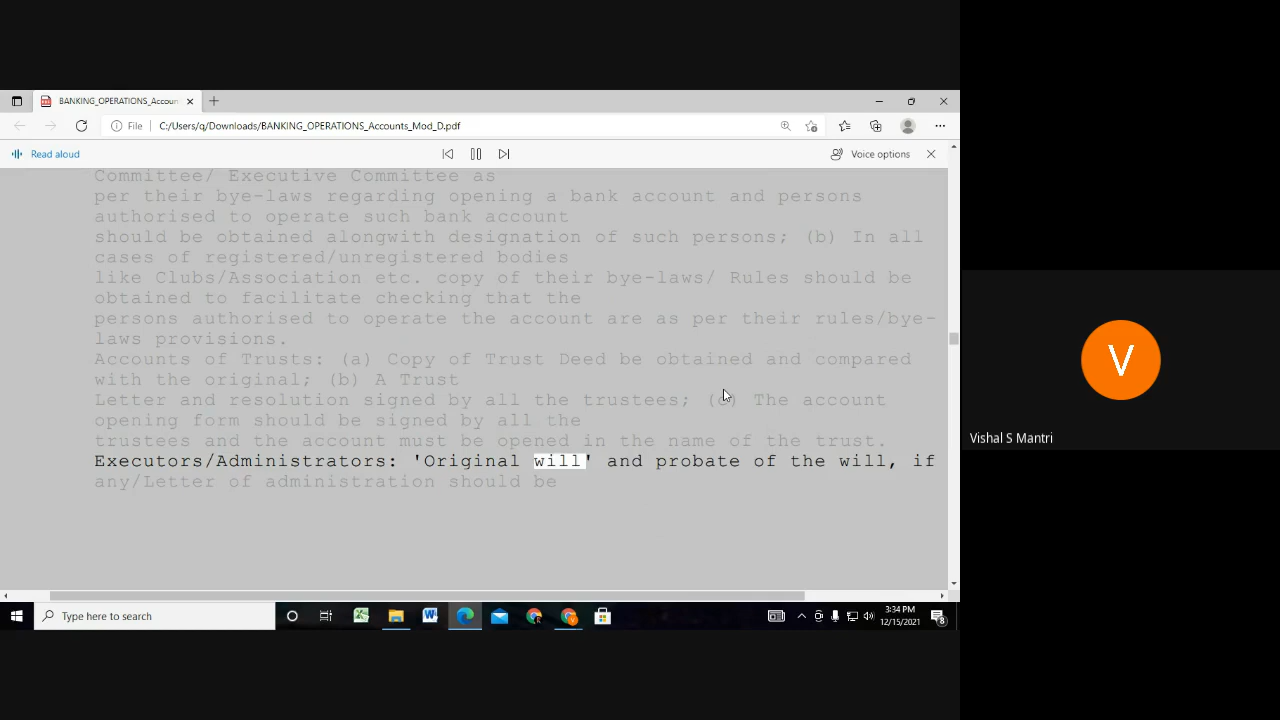 BANKING_OPERATIONS_Accoun
File C:/Users/q/Downloads/BANKING_OPERATIONS_Accounts_Mod_D.pdf
Read aloud Voice options
Committee/ Executive Committee as
per their bye-laws regarding opening a bank account and persons
authorised to operate such bank account
should be obtained alongwith designation of such persons; (b) In all
cases of registered/unregistered bodies
like Clubs/Association etc. copy of their bye-laws/ Rules should be
obtained to facilitate checking that the
persons authorised to operate the account are as per their rules/bye-
laws provisions.
Accounts of Trusts: (a) Copy of Trust Deed be obtained and compared
with the original; (b) A Trust
Letter and resolution signed by all the trustees; (c) The account
opening form should be signed by all the
trustees and the account must be opened in the name of the trust.
Executors/Administrators: 'Original will' and probate of the will, if
any/Letter of administration should be
V
Vishal S Mantri
Type here to search
3:34 PM
12/15/2021
8